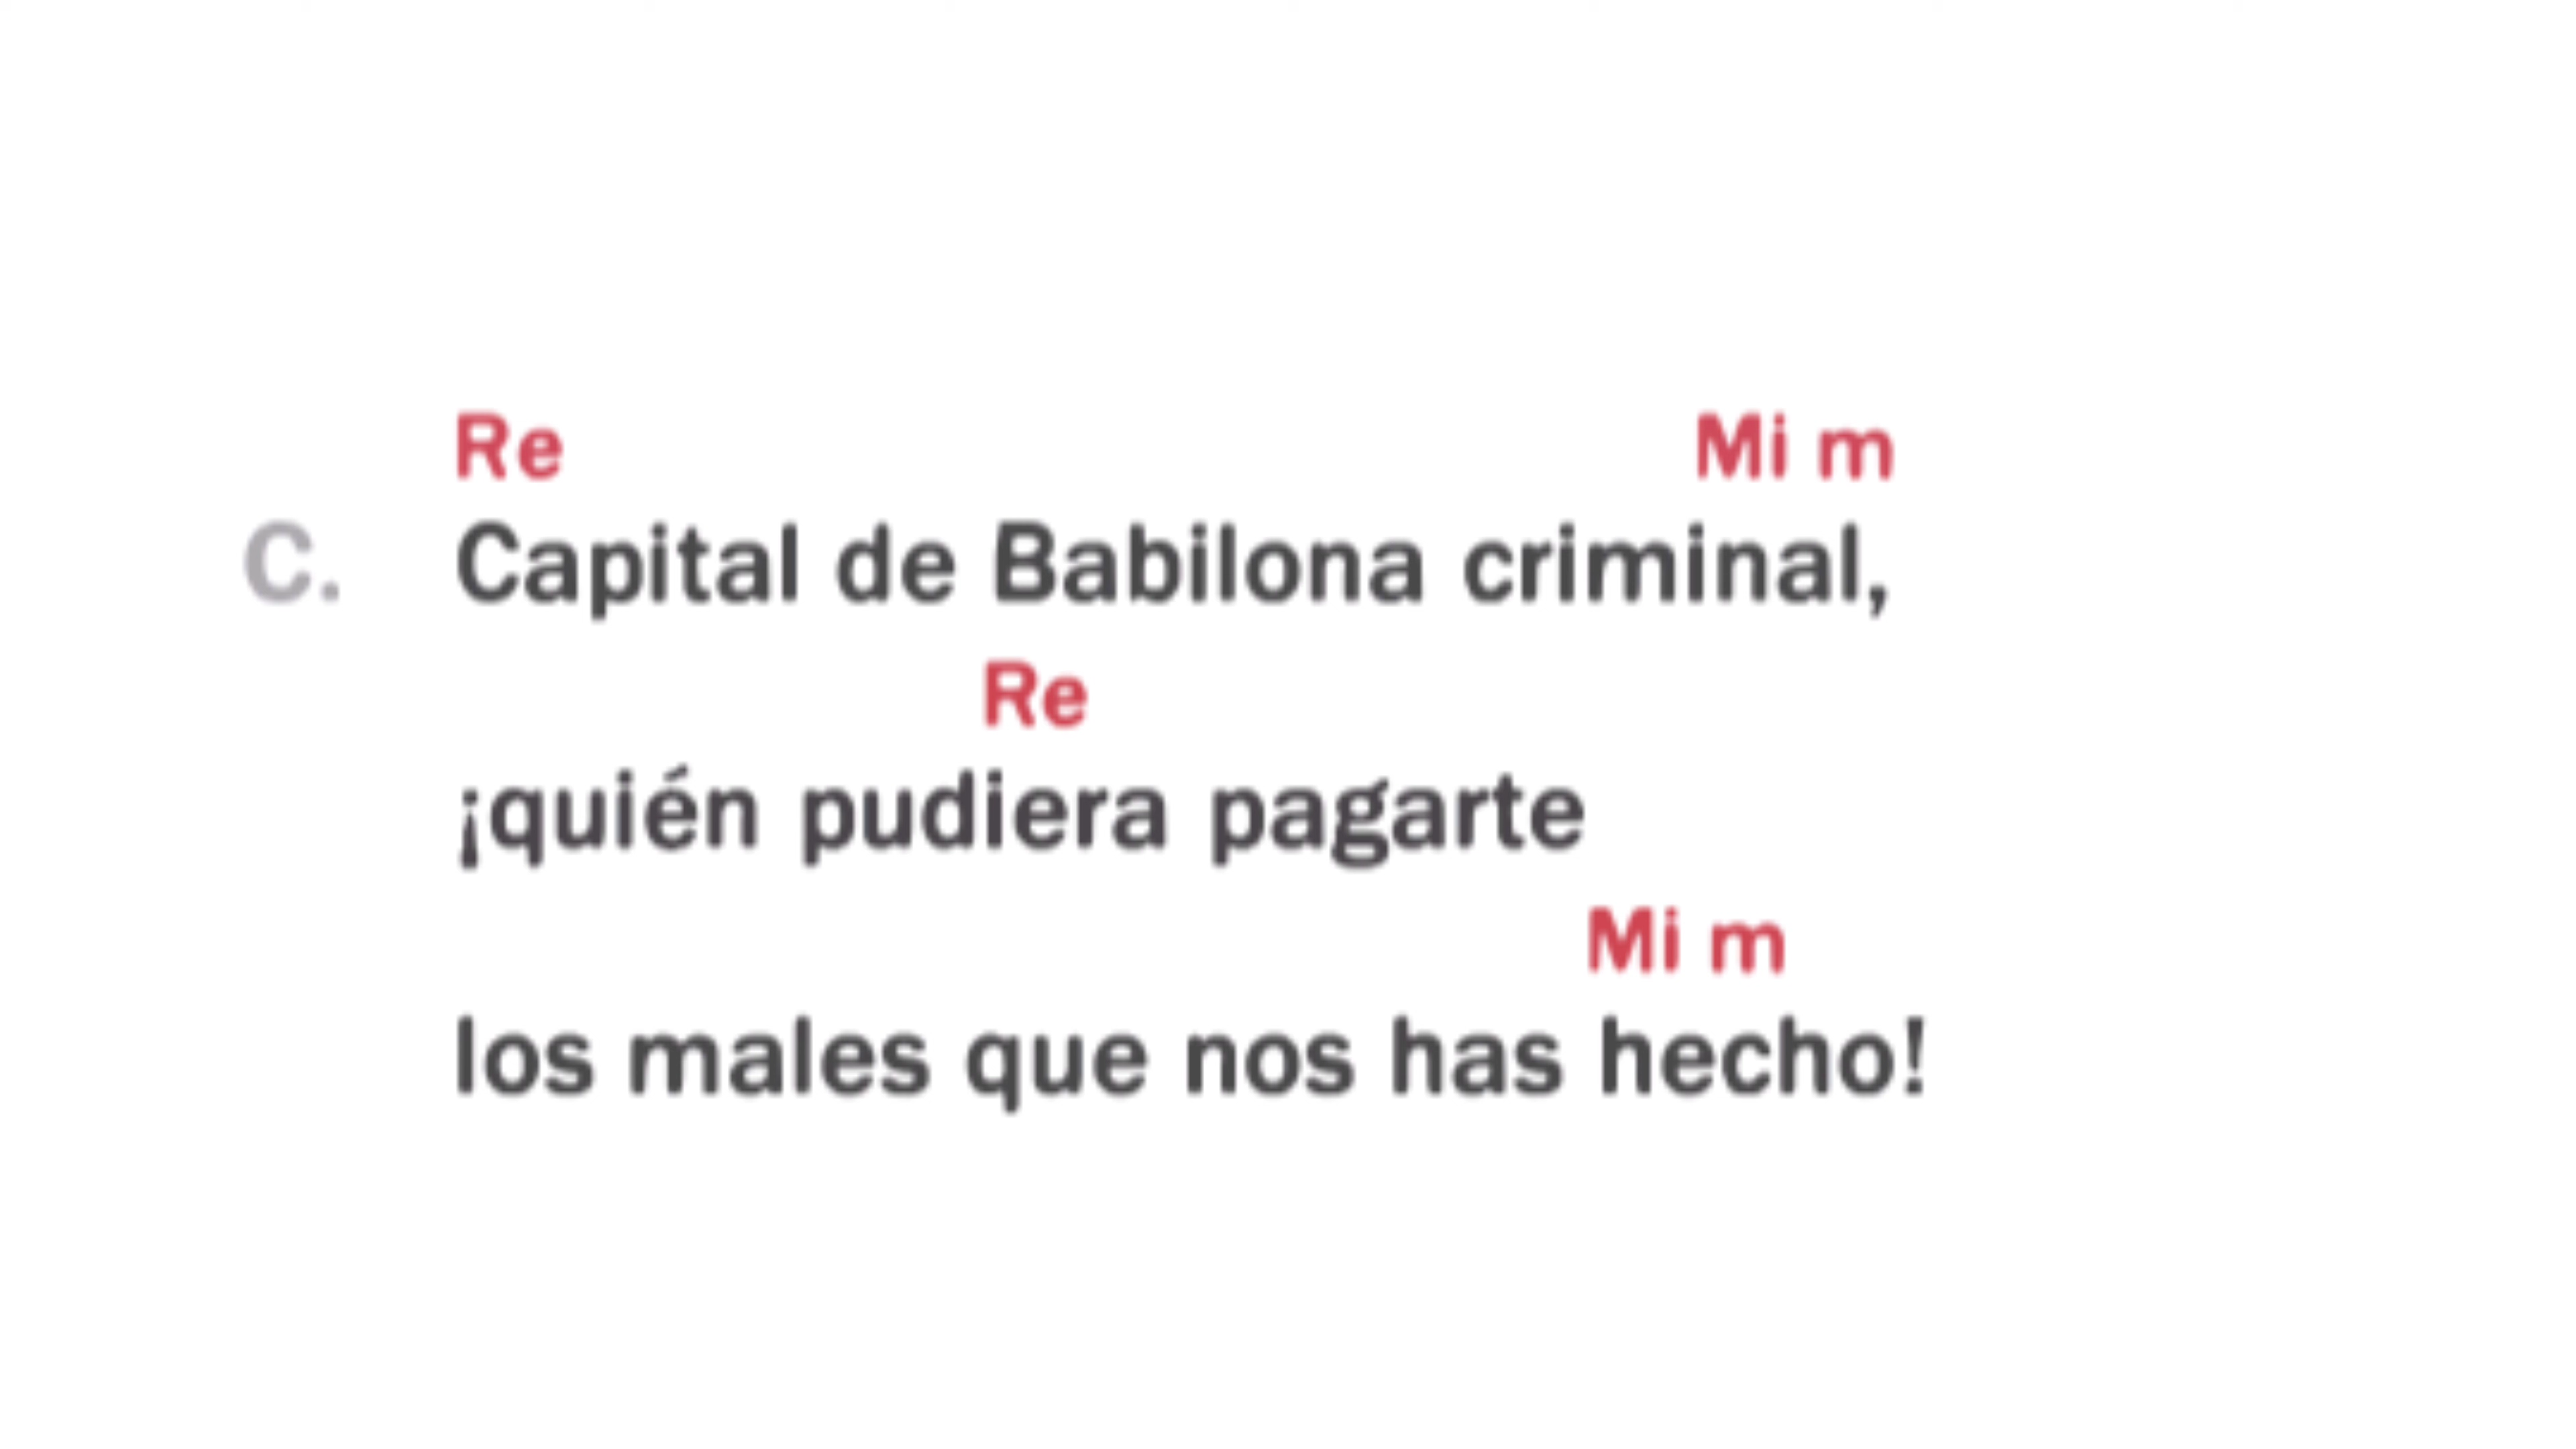 Re Mi m
C. Capital de Babilona criminal,
Re
¡quién pudiera pagarte
Mi m
los males que nos has hecho!